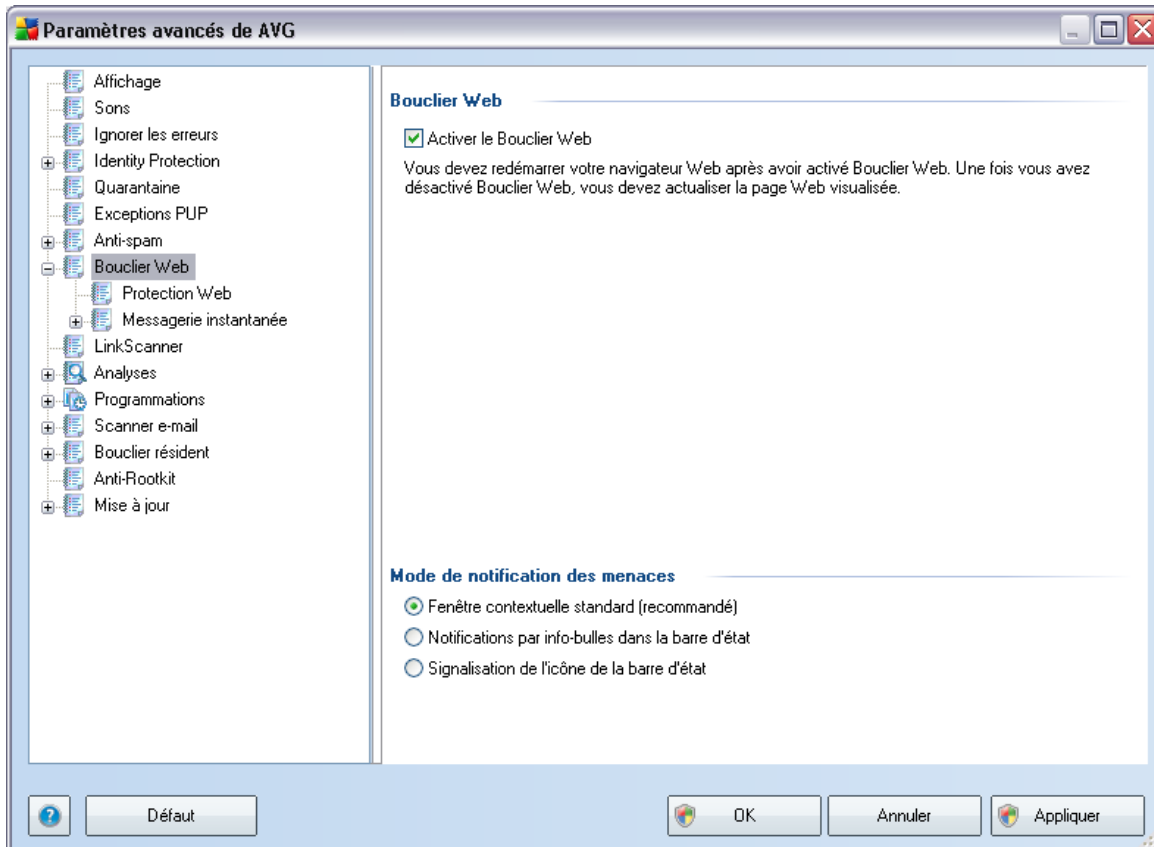 Paramètres avancés de AVG
Affichage
Sons
Ignorer les erreurs
Identity Protection
Quarantaine
Exceptions PUP
Anti-spam
Bouclier Web
Protection Web
Messagerie instantanée
LinkScanner
Analyses
Programmations
Scanner e-mail
Bouclier résident
Anti-Rootkit
Mise à jour
Bouclier Web
Activer le Bouclier Web
Vous devez redémarrer votre navigateur Web après avoir activé Bouclier Web. Une fois vous avez
désactivé Bouclier Web, vous devez actualiser la page Web visualisée.
Mode de notification des menaces
Fenêtre contextuelle standard (recommandé)
Notifications par info-bulles dans la barre d'état
Signalisation de l'icône de la barre d'état
?
Défaut
OK
Annuler
Appliquer